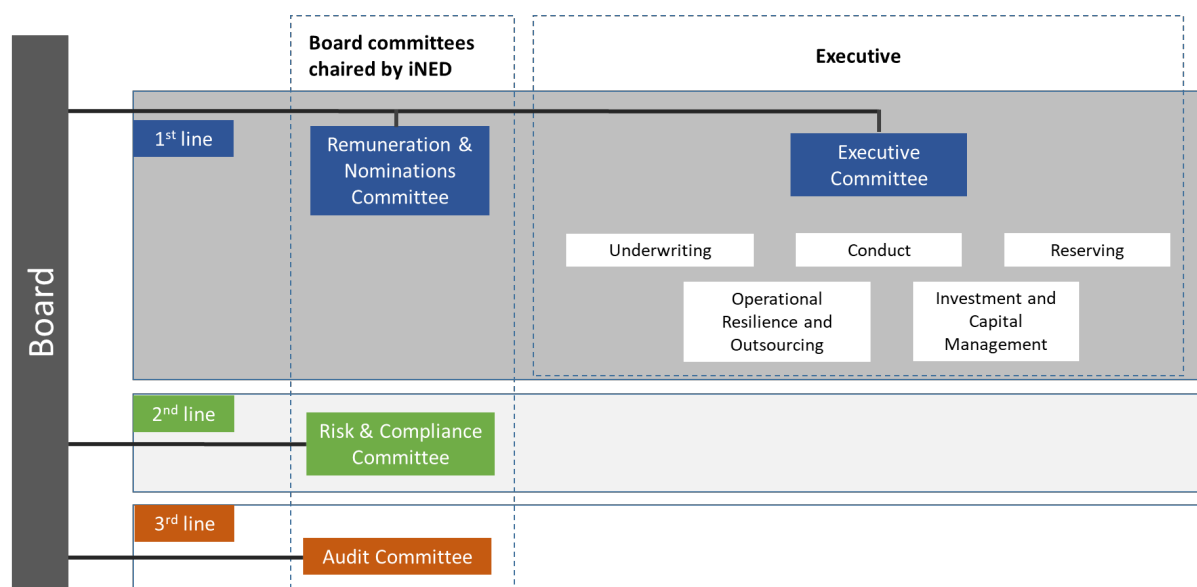 Board
Board committees
chaired by iNED
Executive
1st line
Remuneration &
Nominations
Committee
Executive
Committee
Underwriting
Conduct
Reserving
Operational
Resilience and
Outsourcing
Investment and
Capital
Management
2nd line
Risk & Compliance
Committee
3rd line
Audit Committee